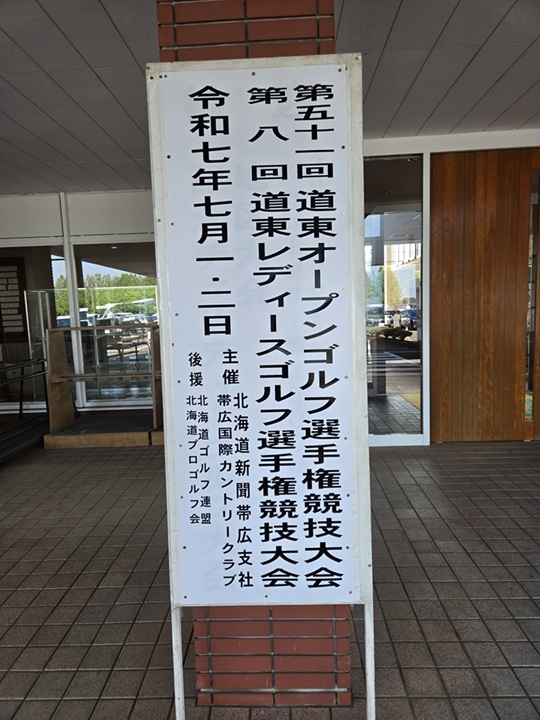 第五十一回 道東オープンゴルフ選手権競技大会
第八回 道東レディースゴルフ選手権競技大会
令和七年七月一・二日
主催 北海道新聞帯広支社
帯広国際カントリークラブ
後援 北海道ゴルフ連盟
北海道プロゴルフ会